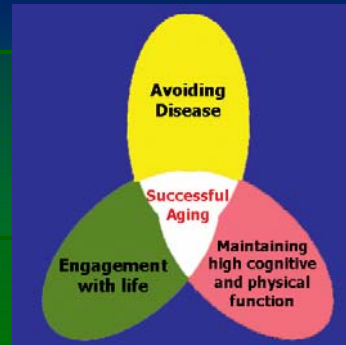 Avoiding
Disease
Successful
Aging
Engagement
with life
Maintaining
high cognitive
and physical
function